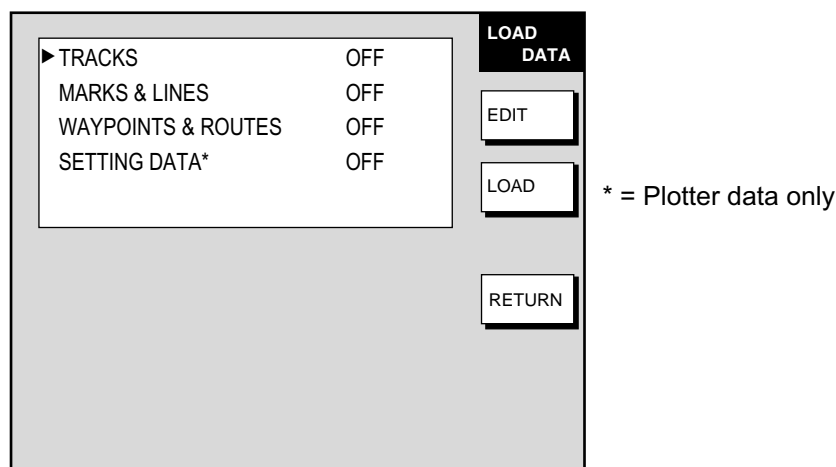 LOAD
DATA
▶TRACKS OFF
MARKS & LINES OFF
WAYPOINTS & ROUTES OFF
SETTING DATA* OFF
EDIT
LOAD
RETURN
* = Plotter data only